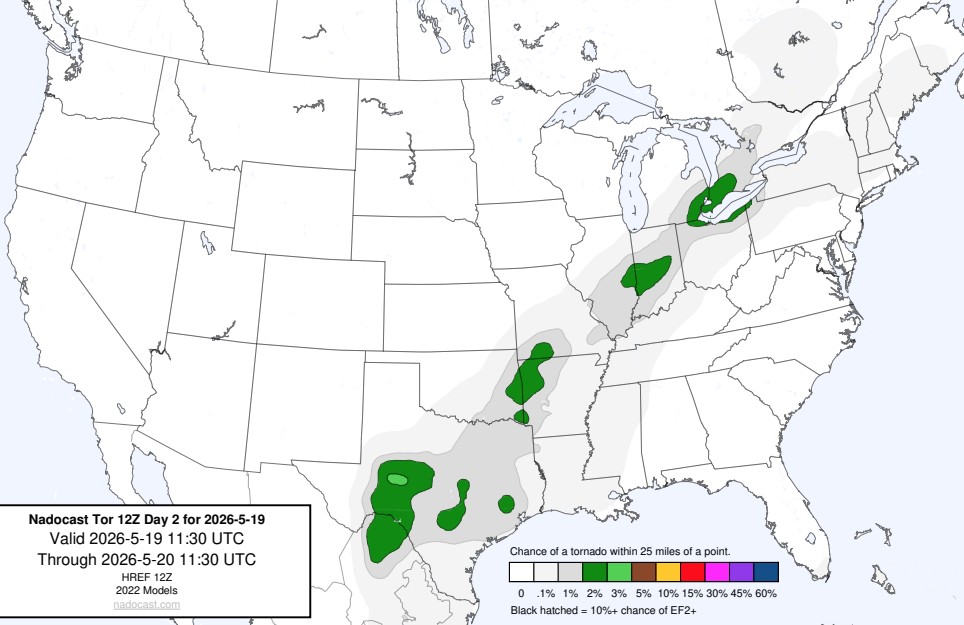 Nadocast Tor 12Z Day 2 for 2026-5-19
Valid 2026-5-19 11:30 UTC
Through 2026-5-20 11:30 UTC
HREF 12Z
2022 Models
nadocast.com
Chance of a tornado within 25 miles of a point.
0 .1% 1% 2% 3% 5% 10% 15% 30% 45% 60%
Black hatched = 10%+ chance of EF2+